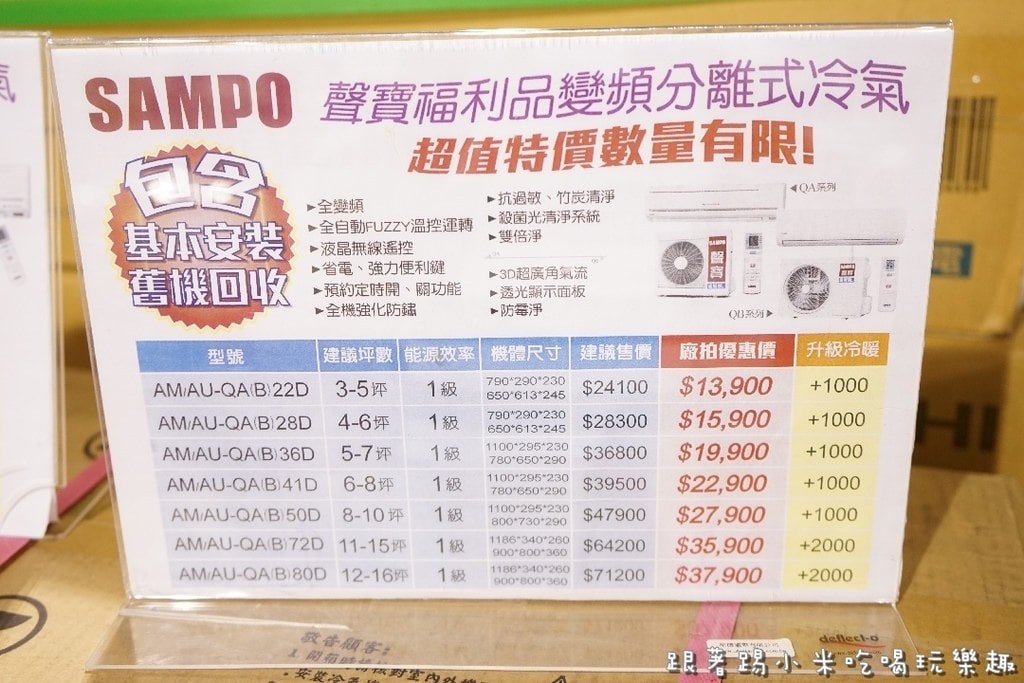 SAMPO
聲寶福利品變頻分離式冷氣
超值特價數量有限!
包含
基本安裝
舊機回收
▸全變頻
▸全自動FUZZY溫控運轉
▸液晶無線遙控
▸省電、強力便利鍵
▸預約定時開、關功能
▸全機強化防鏽
▸抗過敏、竹炭清淨
▸殺菌光清淨系統
▸雙倍淨
▸3D超廣角氣流
▸透光顯示面板
▸防霉淨
◀QA系列
SAMPO
聲寶
QB系列▶
型號 建議坪數 能源效率 機體尺寸 建議售價 廠拍優惠價 升級冷暖
AM/AU-QA(B)22D 3-5坪 1級 790*290*230 650*613*245 $24100 $13,900 +1000
AM/AU-QA(B)28D 4-6坪 1級 790*290*230 650*613*245 $28300 $15,900 +1000
AM/AU-QA(B)36D 5-7坪 1級 1100*295*230 780*650*290 $36800 $19,900 +1000
AM/AU-QA(B)41D 6-8坪 1級 1100*295*230 780*650*290 $39500 $22,900 +1000
AM/AU-QA(B)50D 8-10坪 1級 1100*295*230 800*730*290 $47900 $27,900 +1000
AM/AU-QA(B)72D 11-15坪 1級 1186*340*260 900*800*360 $64200 $35,900 +2000
AM/AU-QA(B)80D 12-16坪 1級 1186*340*260 900*800*360 $71200 $37,900 +2000
氣
電
HI
敬告顧客:
deflect-o
跟著踢小米吃喝玩樂趣